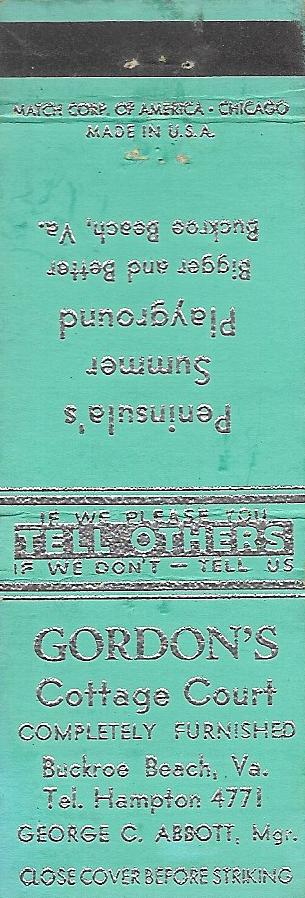 MATCH CORP. OF AMERICA · CHICAGO
MADE IN U.S.A.
Peninsula's
Summer
Playground
Bigger and Better
Buckroe Beach, Va.
IF WE PLEASE YOU
TELL OTHERS
IF WE DON'T — TELL US
GORDON'S
Cottage Court
COMPLETELY FURNISHED
Buckroe Beach, Va.
Tel. Hampton 4771
GEORGE C. ABBOTT, Mgr.
CLOSE COVER BEFORE STRIKING